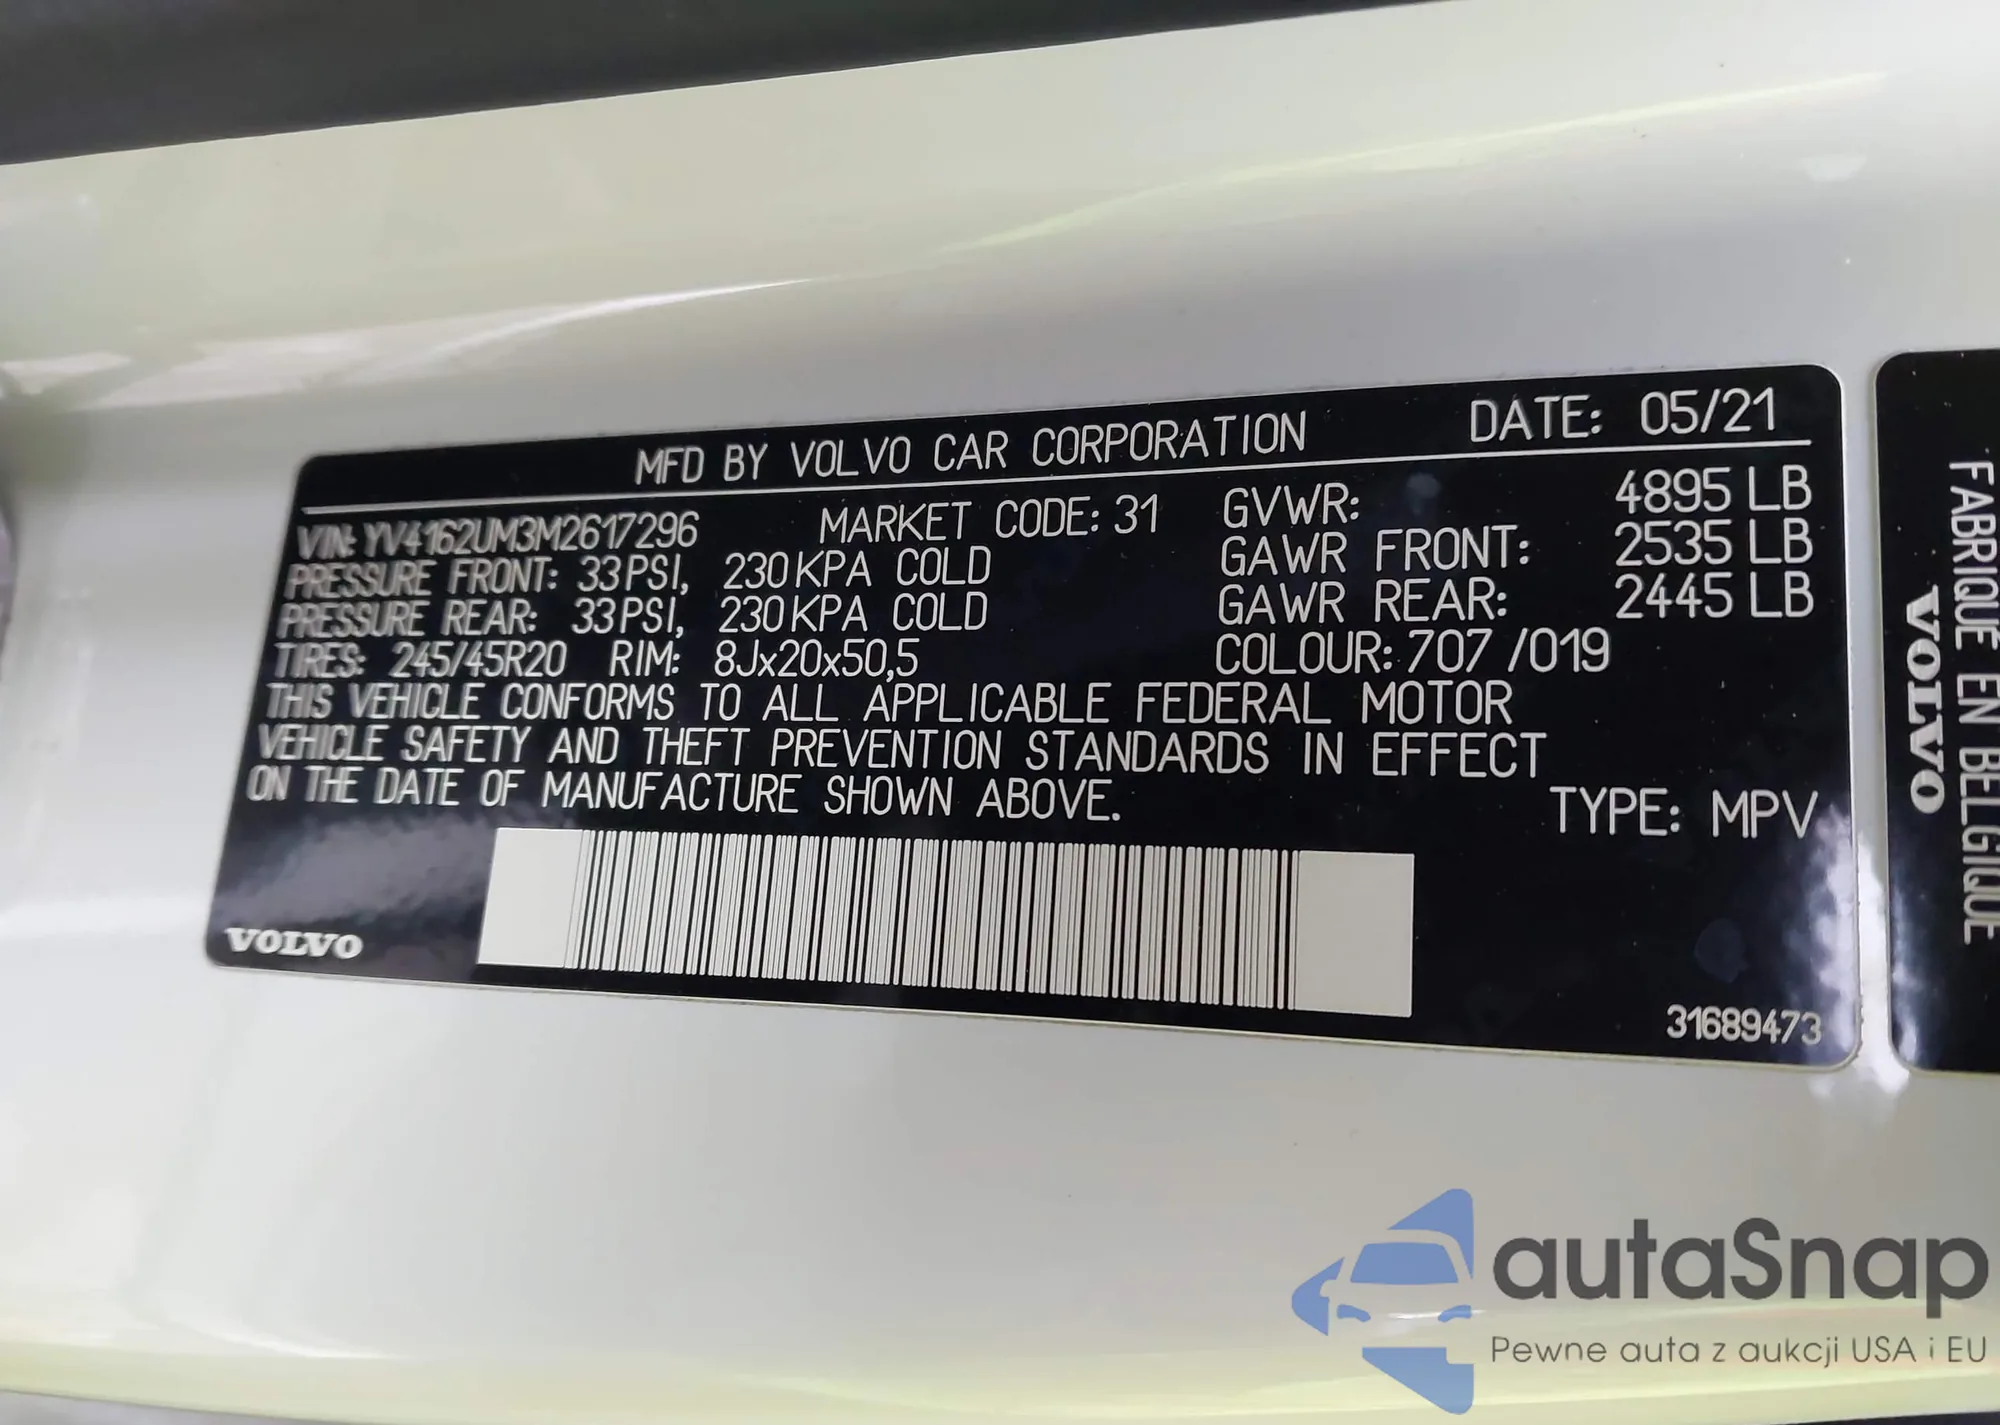 MFD BY VOLVO CAR CORPORATION DATE: 05/21
VIN: YV4162UM3M2617296 MARKET CODE: 31 GVWR: 4895 LB
PRESSURE FRONT: 33PSI, 230KPA COLD GAWR FRONT: 2535 LB
PRESSURE REAR: 33PSI, 230KPA COLD GAWR REAR: 2445 LB
TIRES: 245/45R20 RIM: 8Jx20x50,5 COLOUR: 707 /019
THIS VEHICLE CONFORMS TO ALL APPLICABLE FEDERAL MOTOR
VEHICLE SAFETY AND THEFT PREVENTION STANDARDS IN EFFECT
ON THE DATE OF MANUFACTURE SHOWN ABOVE.
TYPE: MPV
VOLVO
31689473
FABRIQUÉ EN BELGIQUE
VOLVO
autaSnap
Pewne auta z aukcji USA i EU